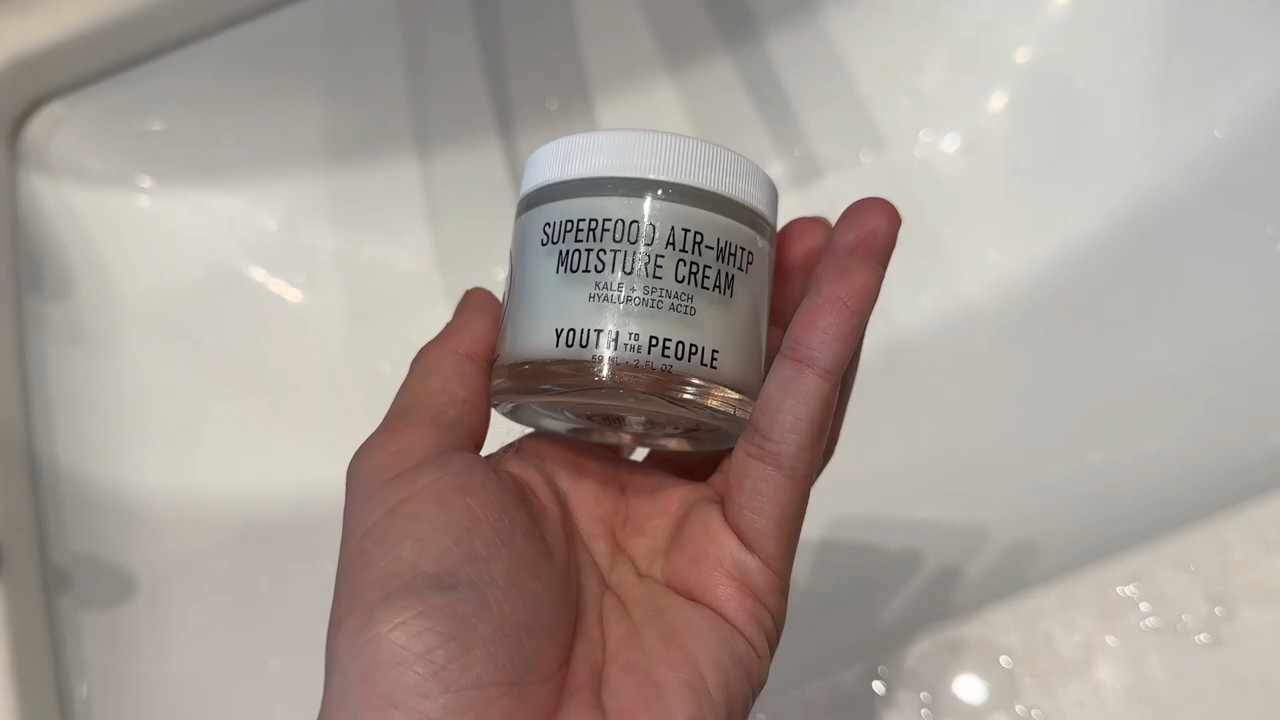 SUPERFOOD AIR-WHIP
MOISTURE CREAM
KALE + SPINACH
HYALURONIC ACID
YOUTH TO THE PEOPLE
59 ML · 2 FL OZ